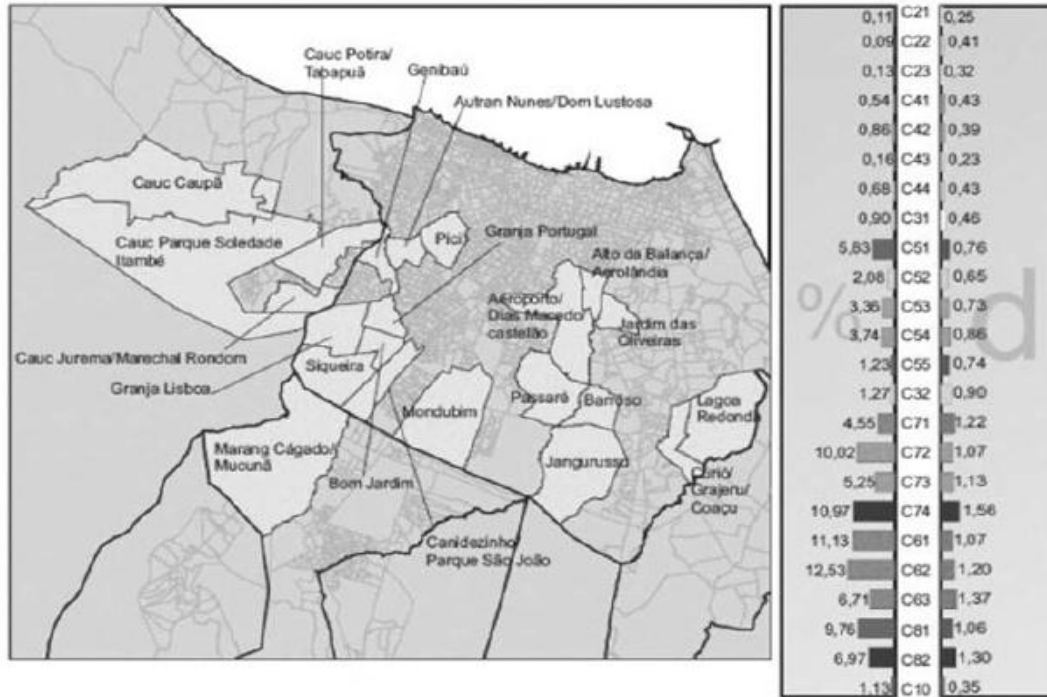 Cauc Potira/
Tabapuã
Genibaú
Autran Nunes/Dom Lustosa
Cauc Caupã
Cauc Parque Soledade
Itambé
Pici
Granja Portugal
Alto da Balança/
Aerolândia
Aeroporto/
Dias Macedo/
castelão
Jardim das
Oliveiras
Cauc Jurema/Marechal Rondom
Granja Lisboa
Siqueira
Mondubim
Passaré
Barroso
Lagoa
Redonda
Marang Cágado/
Mucunã
Bom Jardim
Jangurussu
Curió/
Grajeru/
Coaçu
Canidezinho/
Parque São João
0,11 C21 0,25
0,09 C22 0,41
0,13 C23 0,32
0,54 C41 0,43
0,86 C42 0,39
0,16 C43 0,23
0,68 C44 0,43
0,90 C31 0,46
5,83 C51 0,76
2,08 C52 0,65
3,36 C53 0,73
3,74 C54 0,86
1,23 C55 0,74
1,27 C32 0,90
4,55 C71 1,22
10,02 C72 1,07
5,25 C73 1,13
10,97 C74 1,56
11,13 C61 1,07
12,53 C62 1,20
6,71 C63 1,37
9,76 C81 1,06
6,97 C82 1,30
1,13 C10 0,35
% d